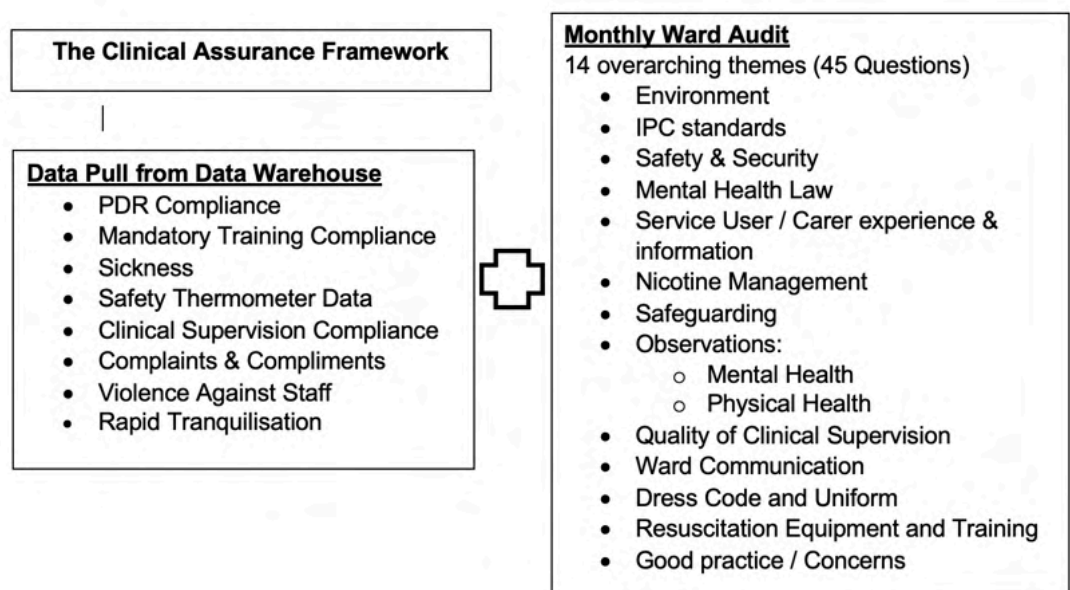 The Clinical Assurance Framework
Data Pull from Data Warehouse
• PDR Compliance
• Mandatory Training Compliance
• Sickness
• Safety Thermometer Data
• Clinical Supervision Compliance
• Complaints & Compliments
• Violence Against Staff
• Rapid Tranquilisation
Monthly Ward Audit
14 overarching themes (45 Questions)
• Environment
• IPC standards
• Safety & Security
• Mental Health Law
• Service User / Carer experience &
information
• Nicotine Management
• Safeguarding
• Observations:
o Mental Health
o Physical Health
• Quality of Clinical Supervision
• Ward Communication
• Dress Code and Uniform
• Resuscitation Equipment and Training
• Good practice / Concerns